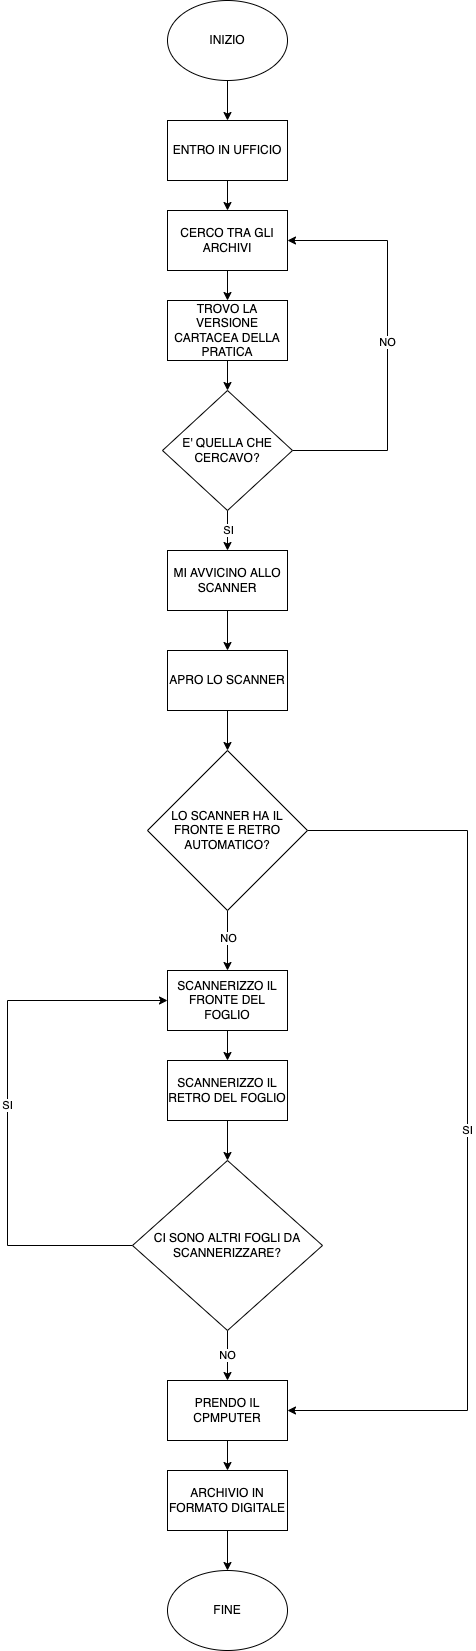 INIZIO
ENTRO IN UFFICIO
CERCO TRA GLI
ARCHIVI
TROVO LA
VERSIONE
CARTACEA DELLA
PRATICA
NO
E' QUELLA CHE
CERCAVO?
SI
MI AVVICINO ALLO
SCANNER
APRO LO SCANNER
LO SCANNER HA IL
FRONTE E RETRO
AUTOMATICO?
NO
SCANNERIZZO IL
FRONTE DEL
FOGLIO
SCANNERIZZO IL
RETRO DEL FOGLIO
SI
SI
CI SONO ALTRI FOGLI DA
SCANNERIZZARE?
NO
PRENDO IL
CPMPUTER
ARCHIVIO IN
FORMATO DIGITALE
FINE